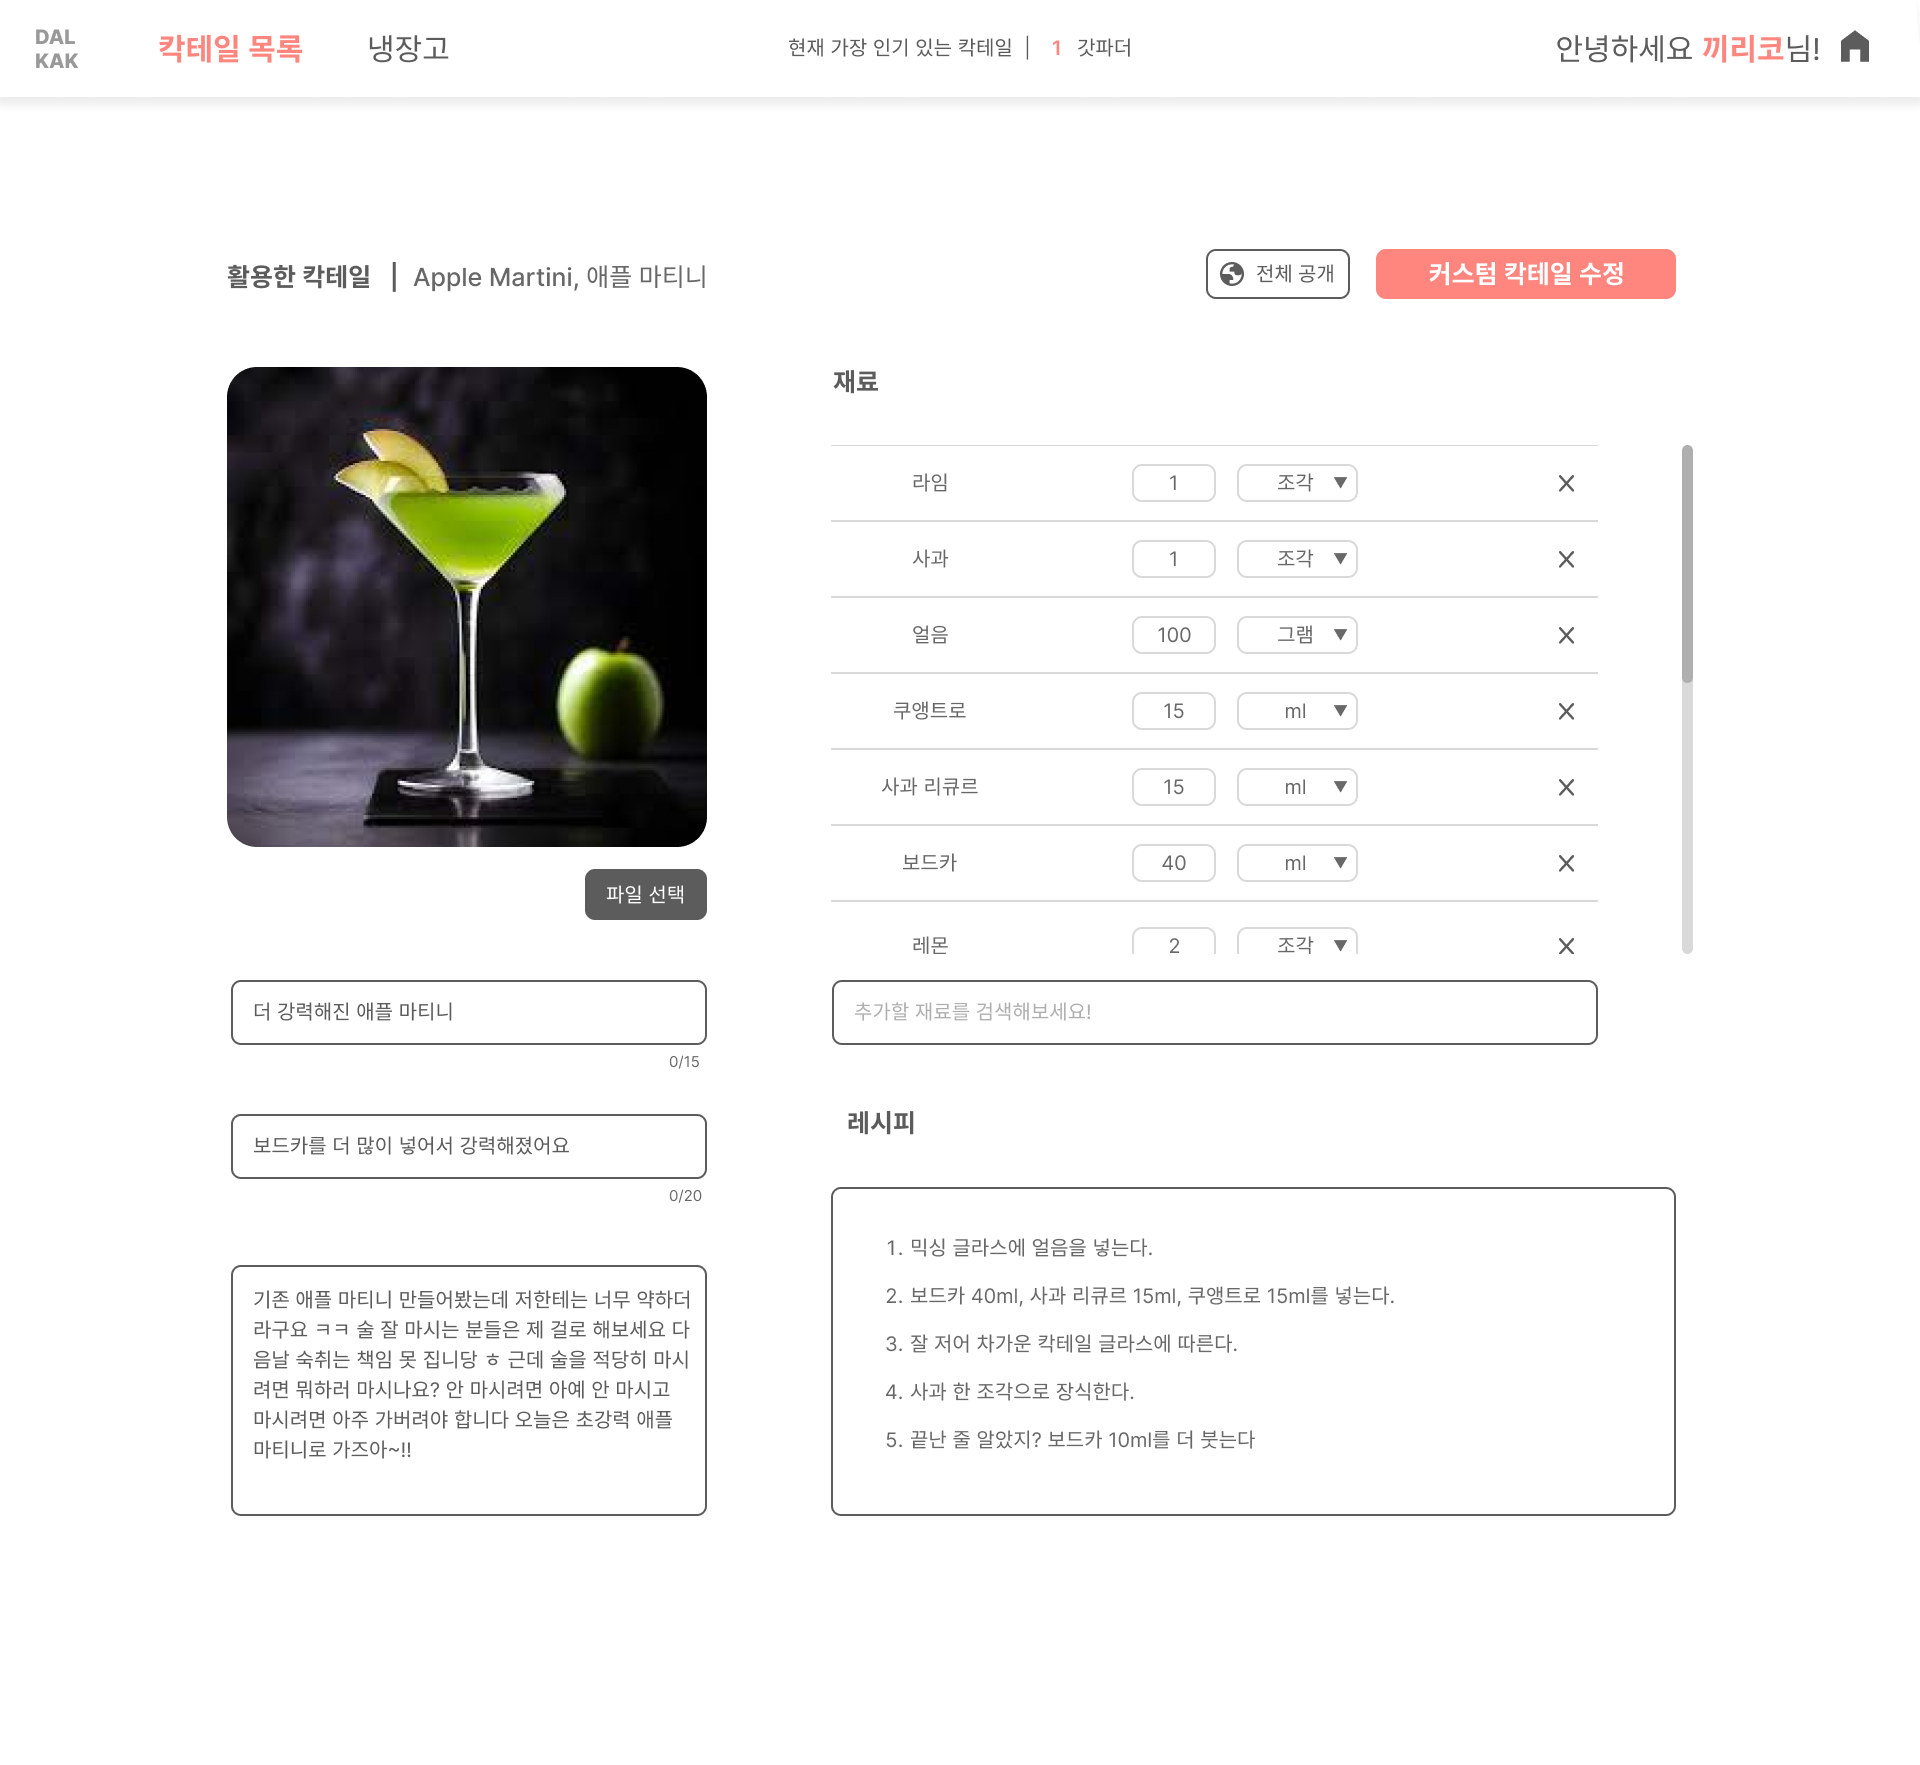 DAL
KAK
칵테일 목록
냉장고
현재 가장 인기 있는 칵테일 | 1 갓파더
안녕하세요 끼리코님!
활용한 칵테일 | Apple Martini, 애플 마티니
전체 공개
커스텀 칵테일 수정
파일 선택
더 강력해진 애플 마티니
0/15
보드카를 더 많이 넣어서 강력해졌어요
0/20
기존 애플 마티니 만들어봤는데 저한테는 너무 약하더
라구요 ㅋㅋ 술 잘 마시는 분들은 제 걸로 해보세요 다
음날 숙취는 책임 못 집니당 ㅎ 근데 술을 적당히 마시
려면 뭐하러 마시나요? 안 마시려면 아예 안 마시고
마시려면 아주 가버려야 합니다 오늘은 초강력 애플
마티니로 가즈아~!!
재료
라임 1 조각 ▼ X
사과 1 조각 ▼ X
얼음 100 그램 ▼ X
쿠앵트로 15 ml ▼ X
사과 리큐르 15 ml ▼ X
보드카 40 ml ▼ X
레몬 2 조각 ▼ X
추가할 재료를 검색해보세요!
레시피
1. 믹싱 글라스에 얼음을 넣는다.
2. 보드카 40ml, 사과 리큐르 15ml, 쿠앵트로 15ml를 넣는다.
3. 잘 저어 차가운 칵테일 글라스에 따른다.
4. 사과 한 조각으로 장식한다.
5. 끝난 줄 알았지? 보드카 10ml를 더 붓는다